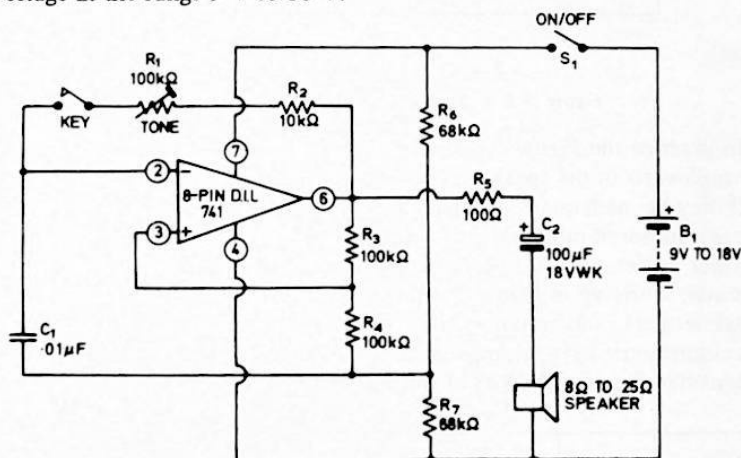 ON/OFF
S1
R1
100kΩ
KEY
TONE
R2
10kΩ
R6
68kΩ
7
2
8-PIN D.I.L
741
6
3
4
R5
100Ω
C2
100µF
18VWK
B1
9V TO 18V
R3
100kΩ
R4
100kΩ
C1
·01µF
R7
68kΩ
8Ω TO 25Ω
SPEAKER